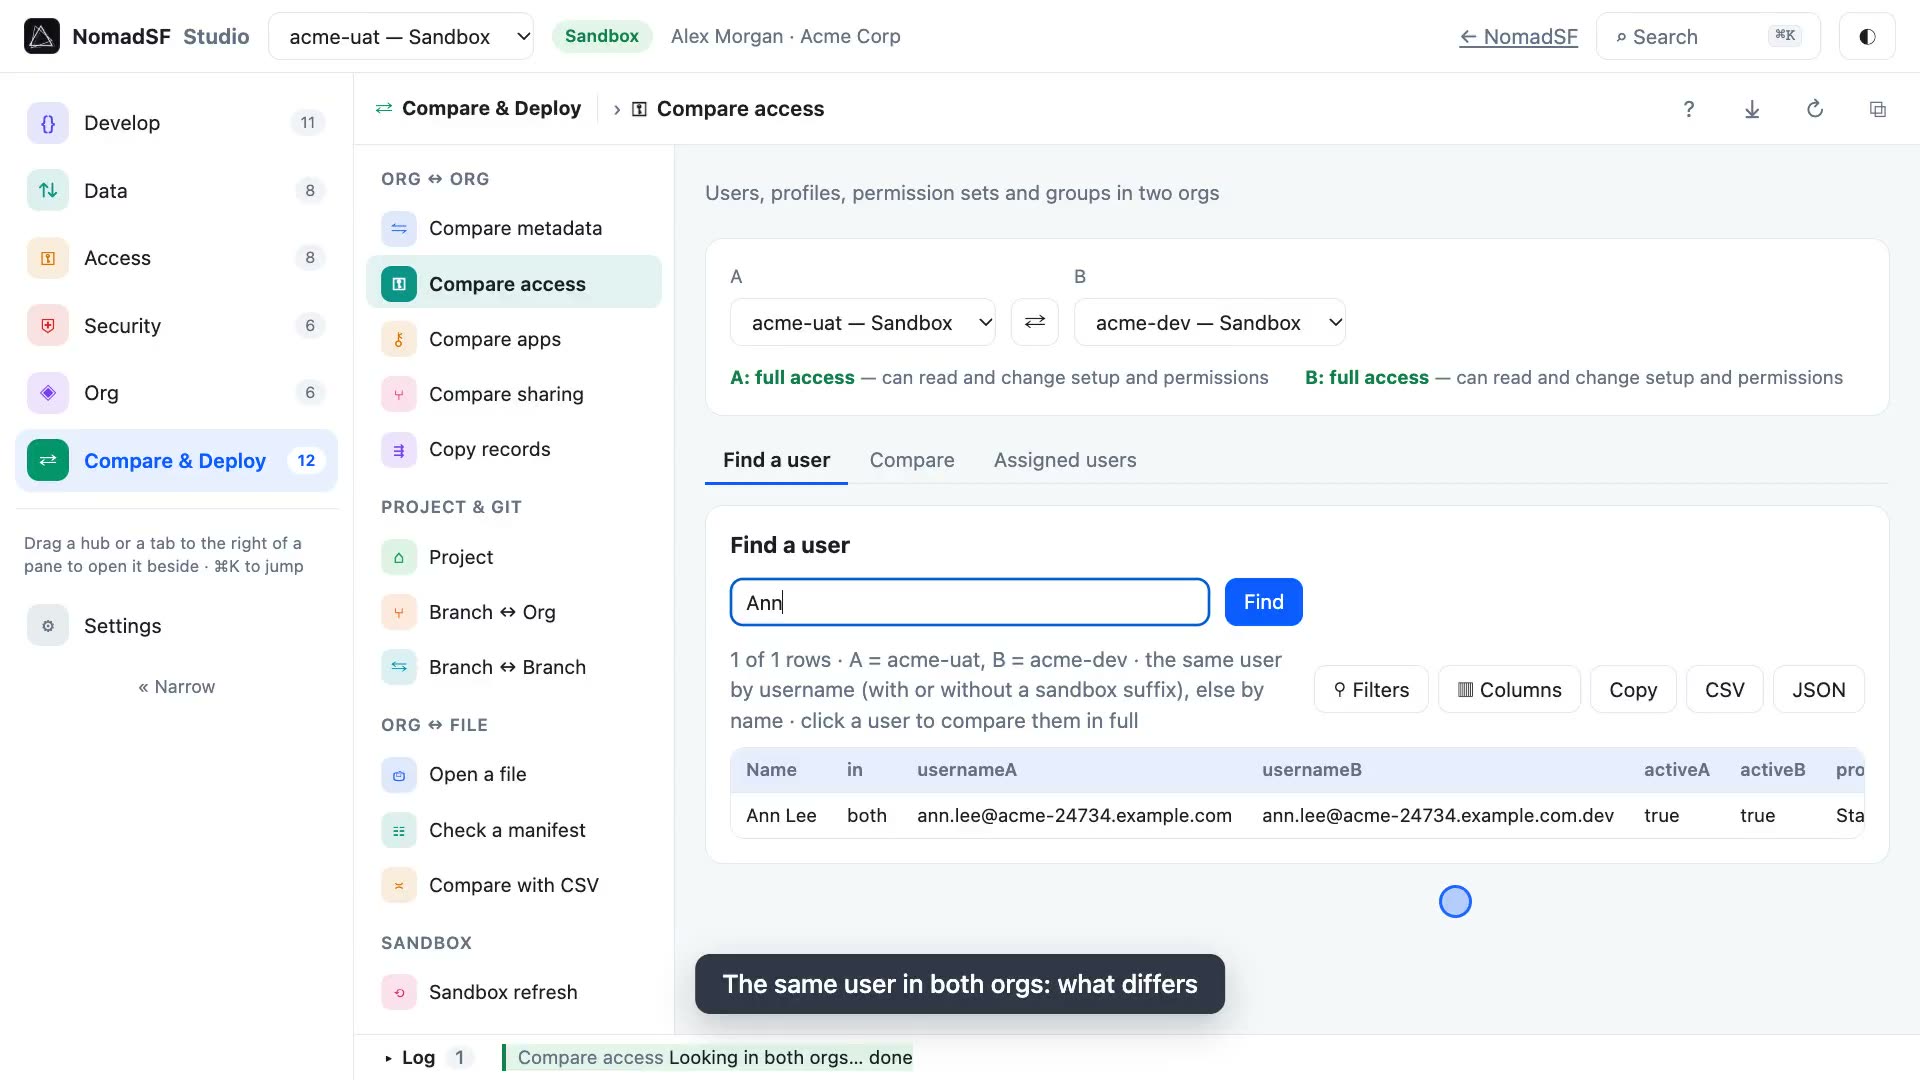 NomadSF Studio
acme-uat — Sandbox
Sandbox
Alex Morgan · Acme Corp
← NomadSF
Search ⌘K
Develop 11
Data 8
Access 8
Security 6
Org 6
Compare & Deploy 12
Drag a hub or a tab to the right of a
pane to open it beside · ⌘K to jump
Settings
« Narrow
Compare & Deploy › Compare access
?
ORG ↔ ORG
Compare metadata
Compare access
Compare apps
Compare sharing
Copy records
PROJECT & GIT
Project
Branch ↔ Org
Branch ↔ Branch
ORG ↔ FILE
Open a file
Check a manifest
Compare with CSV
SANDBOX
Sandbox refresh
Users, profiles, permission sets and groups in two orgs
A B
acme-uat — Sandbox ⇄ acme-dev — Sandbox
A: full access — can read and change setup and permissions B: full access — can read and change setup and permissions
Find a user Compare Assigned users
Find a user
Ann Find
1 of 1 rows · A = acme-uat, B = acme-dev · the same user
by username (with or without a sandbox suffix), else by
name · click a user to compare them in full
Filters Columns Copy CSV JSON
Name in usernameA usernameB activeA activeB pro
Ann Lee both ann.lee@acme-24734.example.com ann.lee@acme-24734.example.com.dev true true Sta
The same user in both orgs: what differs
▸ Log 1 Compare access Looking in both orgs... done